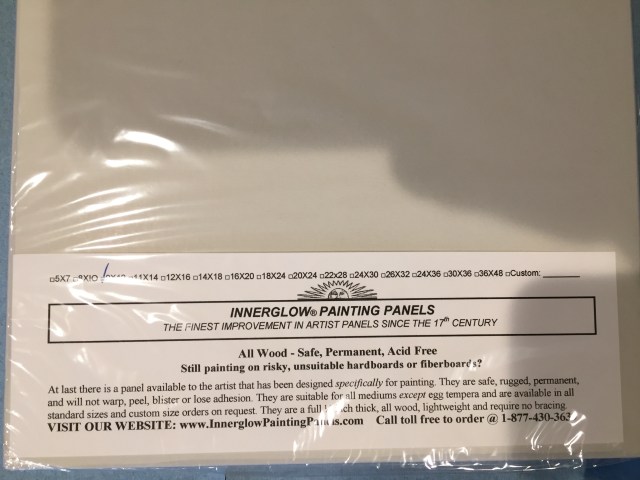 □5X7 □8X10 □11X14 □12X16 □14X18 □16X20 □18X24 □20X24 □22x28 □24X30 □26X32 □24X36 □30X36 □36X48 □Custom: ________
INNERGLOW® PAINTING PANELS
THE FINEST IMPROVEMENT IN ARTIST PANELS SINCE THE 17th CENTURY
All Wood - Safe, Permanent, Acid Free
Still painting on risky, unsuitable hardboards or fiberboards?
At last there is a panel available to the artist that has been designed specifically for painting. They are safe, rugged, permanent,
and will not warp, peel, blister or lose adhesion. They are suitable for all mediums except egg tempera and are available in all
standard sizes and custom size orders on request. They are a full inch thick, all wood, lightweight and require no bracing.
VISIT OUR WEBSITE: www.InnerglowPaintingPanels.com Call toll free to order @ 1-877-430-363